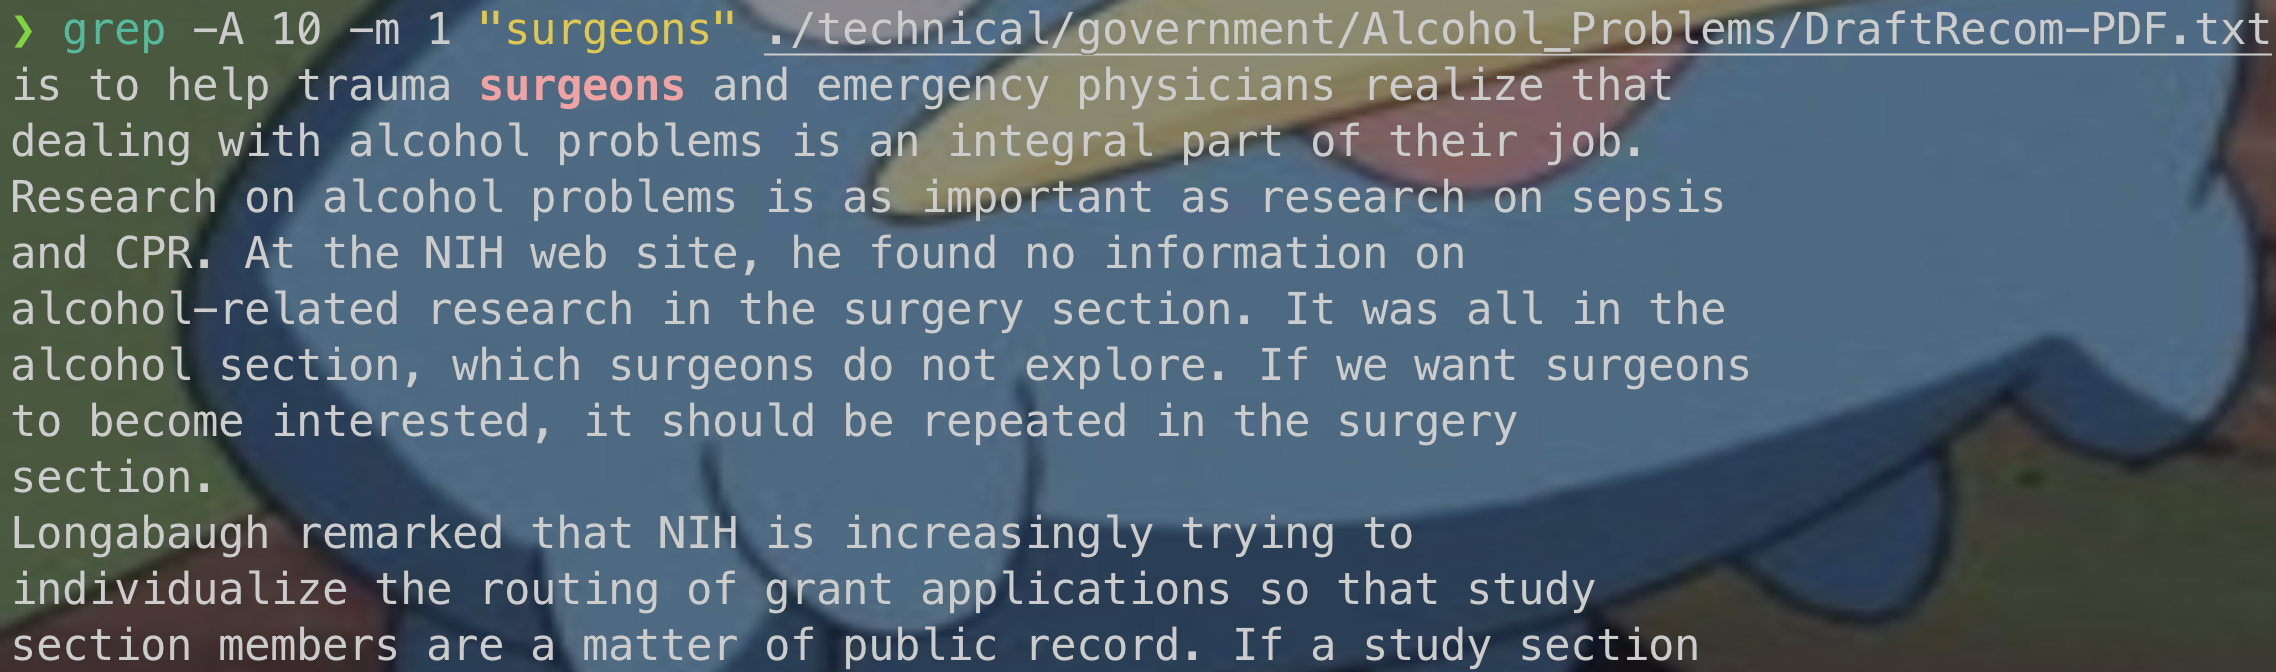 ❯ grep -A 10 -m 1 "surgeons" ./technical/government/Alcohol_Problems/DraftRecom-PDF.txt
is to help trauma surgeons and emergency physicians realize that
dealing with alcohol problems is an integral part of their job.
Research on alcohol problems is as important as research on sepsis
and CPR. At the NIH web site, he found no information on
alcohol-related research in the surgery section. It was all in the
alcohol section, which surgeons do not explore. If we want surgeons
to become interested, it should be repeated in the surgery
section.
Longabaugh remarked that NIH is increasingly trying to
individualize the routing of grant applications so that study
section members are a matter of public record. If a study section